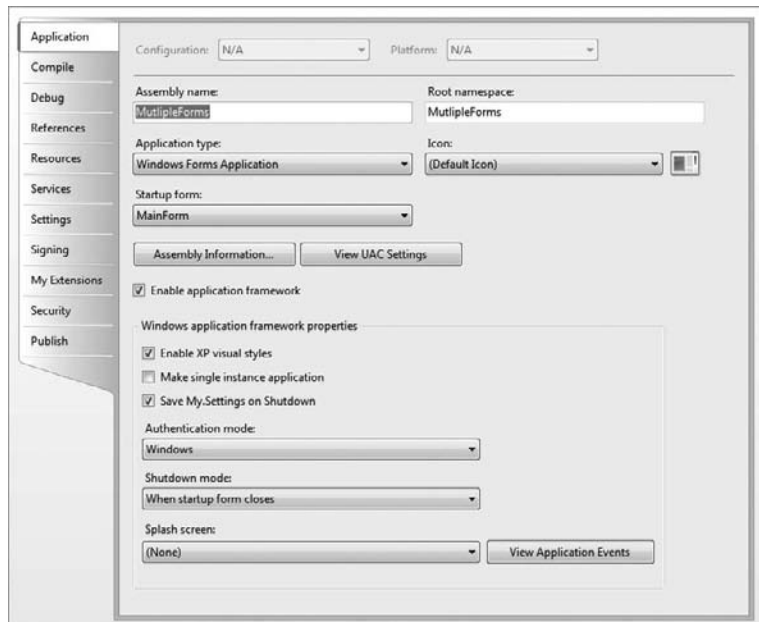 Application
Configuration: N/A Platform: N/A
Compile
Debug
Assembly name: Root namespace:
MutlipleForms MutlipleForms
References
Application type: Icon:
Resources
Windows Forms Application (Default Icon)
Services
Startup form:
Settings
MainForm
Signing
Assembly Information... View UAC Settings
My Extensions
Enable application framework
Security
Windows application framework properties
Publish
Enable XP visual styles
Make single instance application
Save My.Settings on Shutdown
Authentication mode:
Windows
Shutdown mode:
When startup form closes
Splash screen:
(None) View Application Events